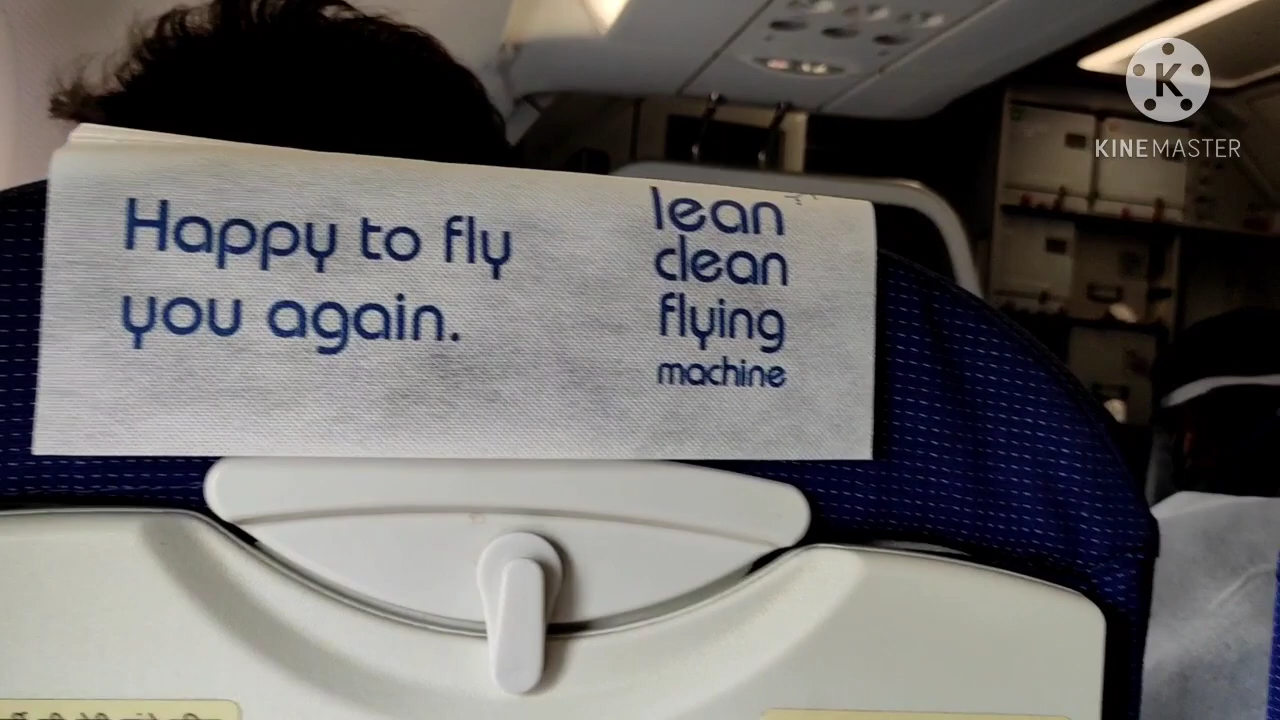 Happy to fly
you again.
lean
clean
flying
machine
KINEMASTER